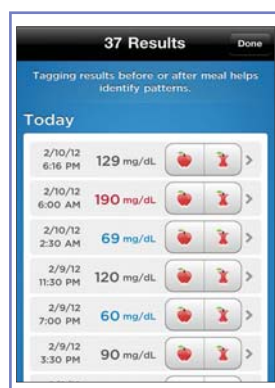 37 Results
Done
Tagging results before or after meal helps
identify patterns.
Today
2/10/12
6:16 PM
129 mg/dL
2/10/12
6:00 AM
190 mg/dL
2/10/12
2:30 AM
69 mg/dL
2/9/12
11:30 PM
120 mg/dL
2/9/12
7:00 PM
60 mg/dL
2/9/12
3:30 PM
90 mg/dL